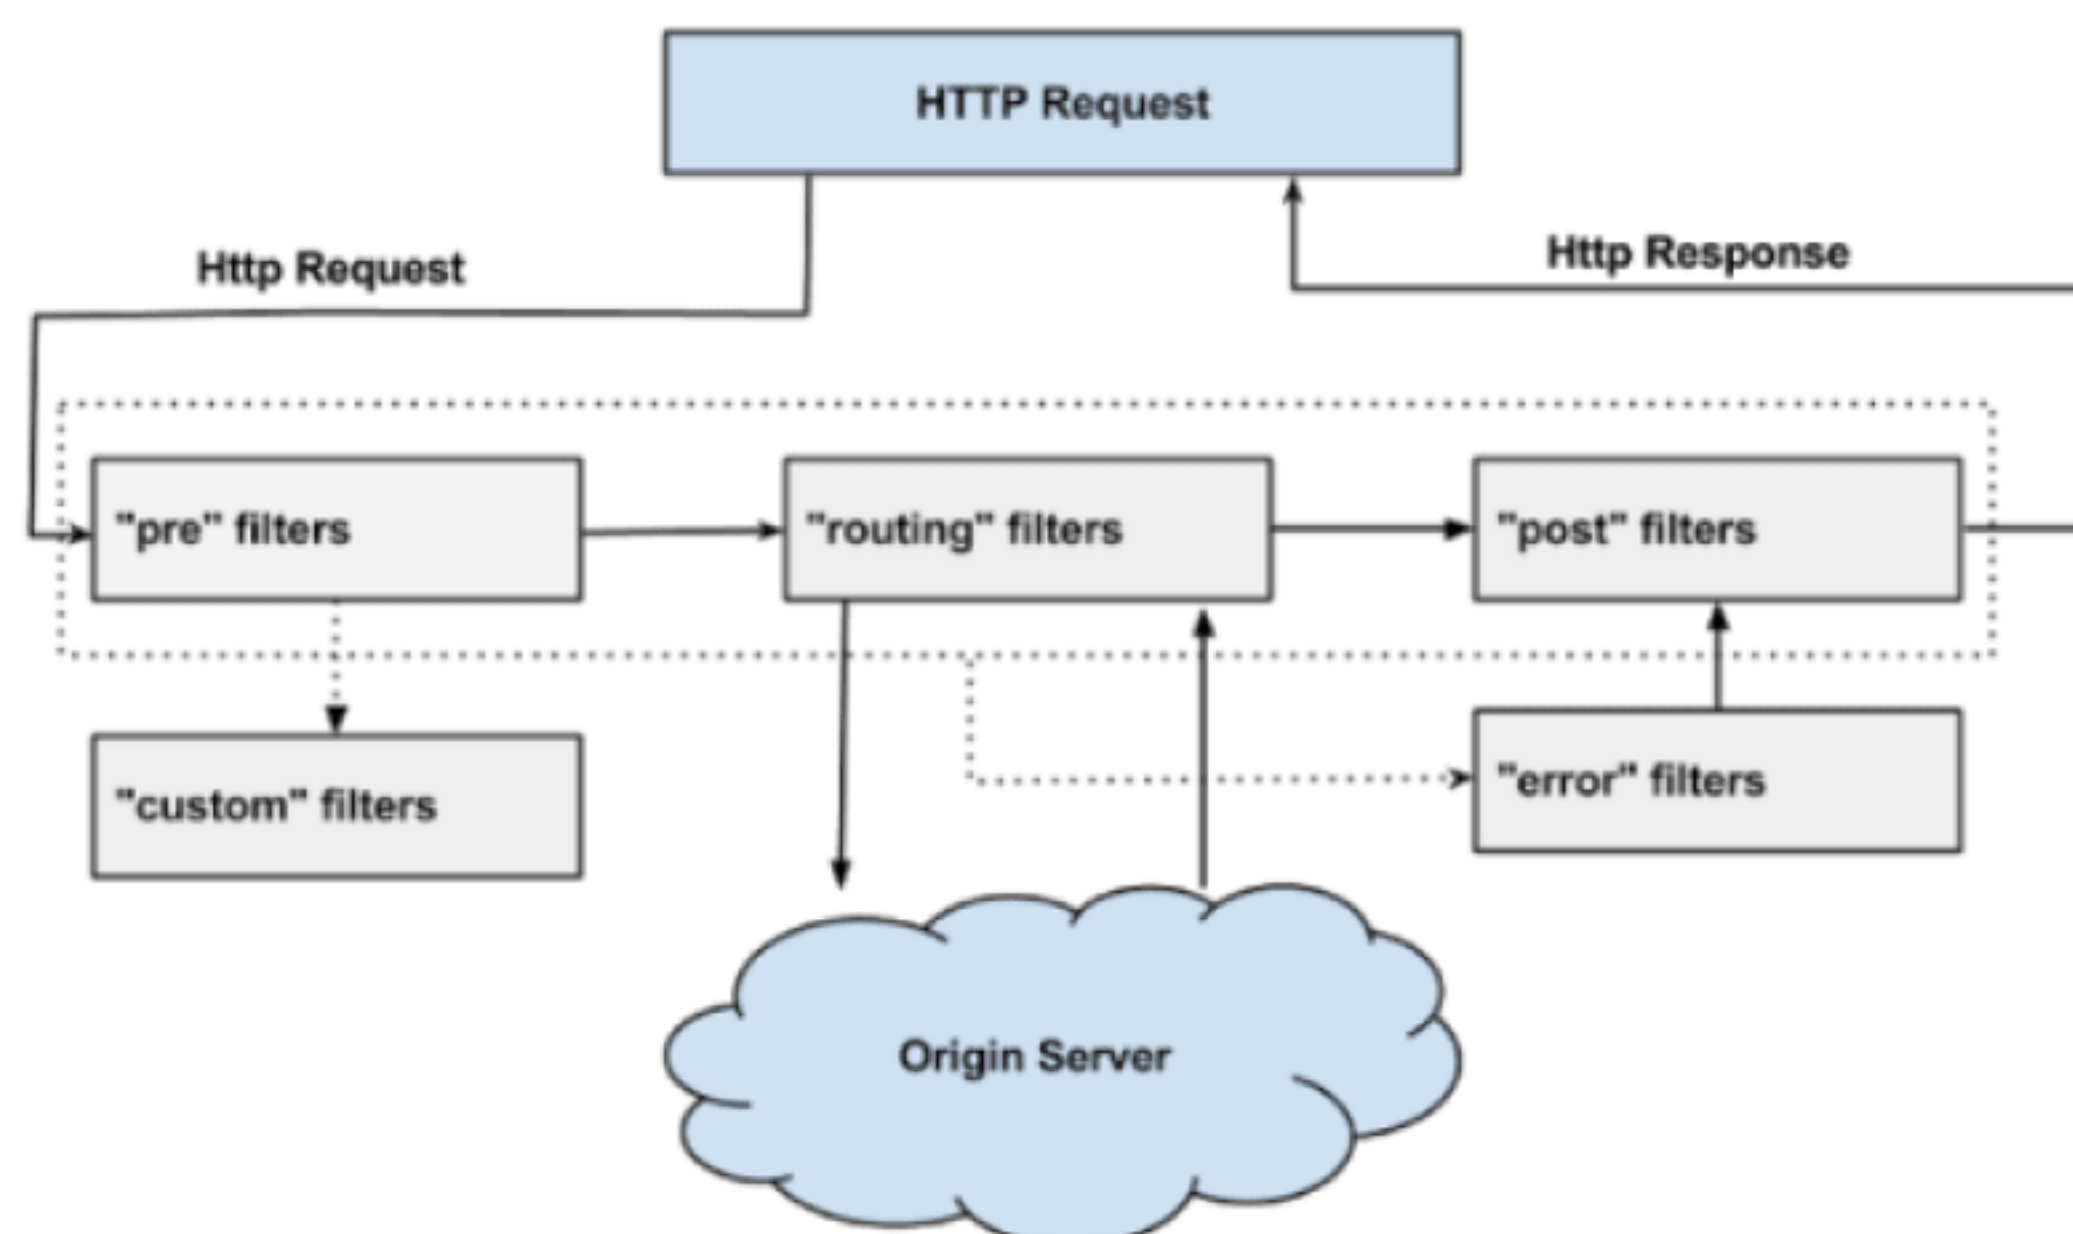 HTTP Request
Http Request
Http Response
"pre" filters
"routing" filters
"post" filters
"custom" filters
"error" filters
Origin Server